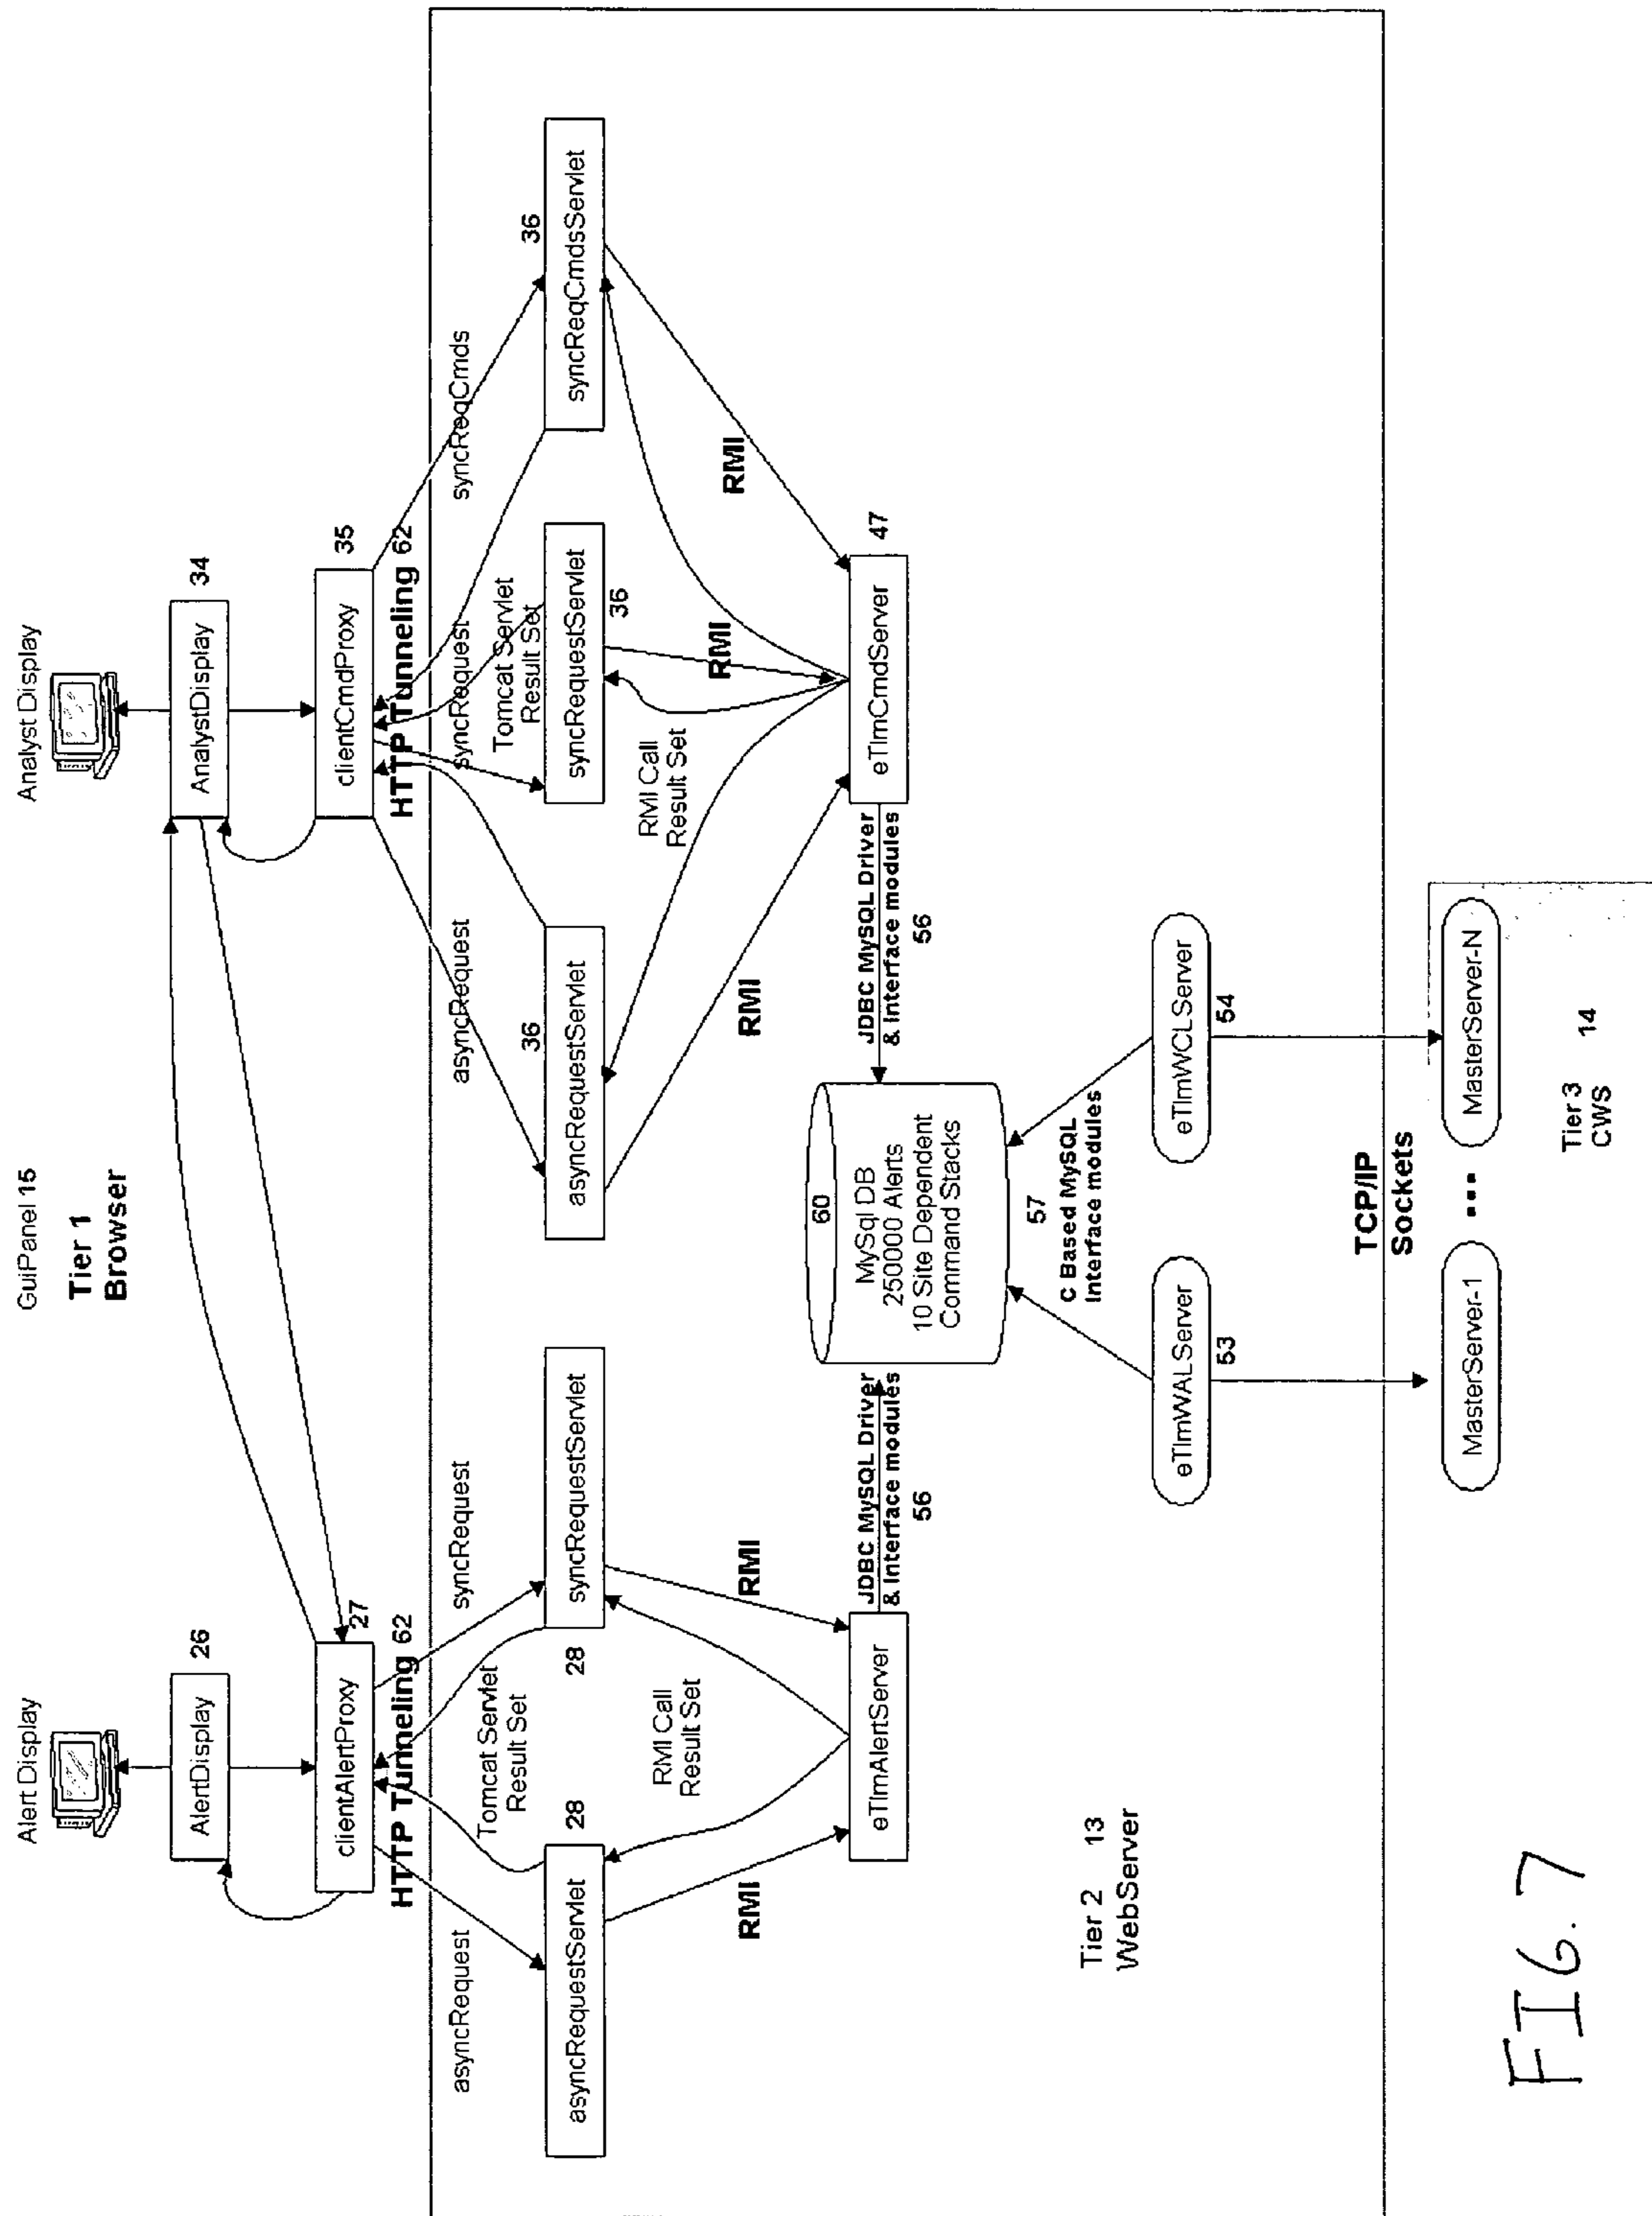 Alert Display
GuiPanel 15
Analyst Display
Tier 1
Browser
AlertDisplay
26
AnalystDisplay
34
clientAlertProxy
27
clientCmdProxy
35
HTTP Tunneling 62
HTTP Tunneling 62
asyncRequest
syncRequest
asyncRequest
syncRequest
syncReqCmds
Tomcat Servlet
Result Set
Tomcat Servlet
Result Set
28
36
36
asyncRequestServlet
syncRequestServlet
asyncRequestServlet
syncRequestServlet
syncReqCmdsServlet
28
36
RMI Call
Result Set
RMI Call
Result Set
RMI
RMI
RMI
RMI
RMI
eTlmAlertServer
JDBC MySQL Driver
& Interface modules
56
60
MySql DB
250000 Alerts
10 Site Dependent
Command Stacks
JDBC MySQL Driver
& Interface modules
56
eTlmCmdServer
47
57
C Based MySQL
Interface modules
Tier 2 13
WebServer
eTlmWALServer
53
eTlmWCLServer
54
TCP/IP
Sockets
MasterServer-1
...
MasterServer-N
Tier 3 14
CWS
FIG. 7